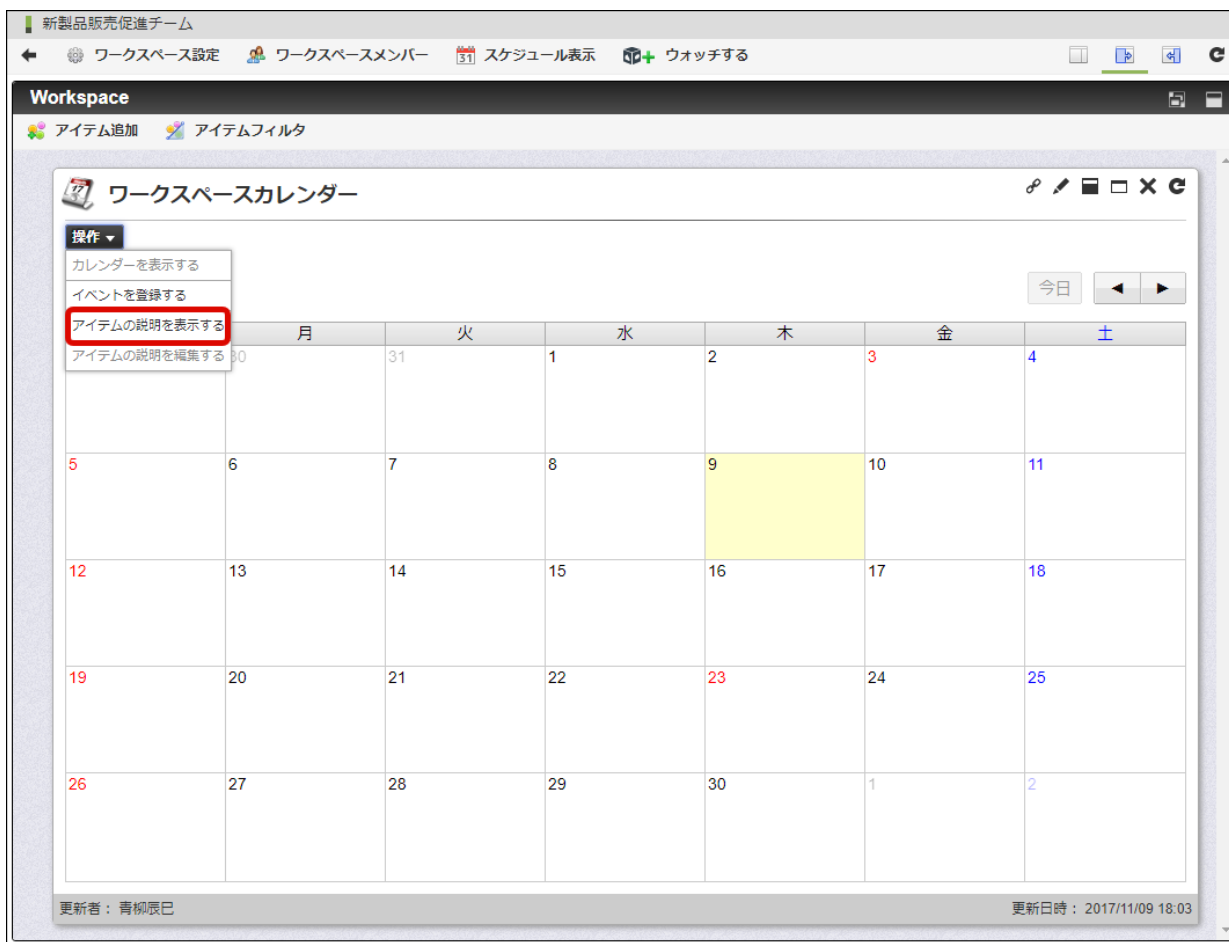 新製品販売促進チーム
ワークスペース設定 ワークスペースメンバー 31 スケジュール表示 ウォッチする
Workspace
アイテム追加 アイテムフィルタ
17 ワークスペースカレンダー
操作
カレンダーを表示する
イベントを登録する
アイテムの説明を表示する
アイテムの説明を編集する
今日
月 火 水 木 金 土
30 31 1 2 3 4
5 6 7 8 9 10 11
12 13 14 15 16 17 18
19 20 21 22 23 24 25
26 27 28 29 30 1 2
更新者： 青柳辰巳 更新日時： 2017/11/09 18:03